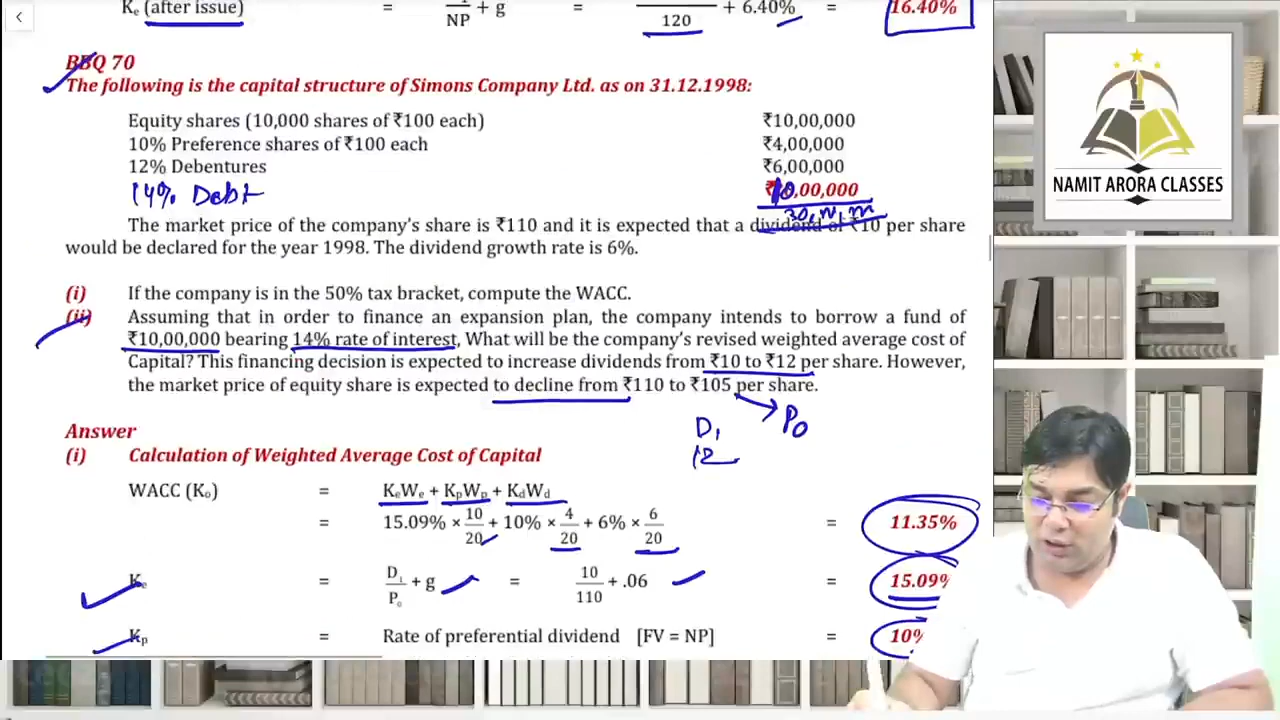 Kₑ (after issue) = NP + g = 120 + 6.40% = 16.40%
BBQ 70
The following is the capital structure of Simons Company Ltd. as on 31.12.1998:
Equity shares (10,000 shares of ₹100 each) ₹10,00,000
10% Preference shares of ₹100 each ₹4,00,000
12% Debentures ₹6,00,000
14% Debt 10,00,000
The market price of the company's share is ₹110 and it is expected that a dividend of ₹10 per share
would be declared for the year 1998. The dividend growth rate is 6%.
(i) If the company is in the 50% tax bracket, compute the WACC.
(ii) Assuming that in order to finance an expansion plan, the company intends to borrow a fund of
₹10,00,000 bearing 14% rate of interest, What will be the company's revised weighted average cost of
Capital? This financing decision is expected to increase dividends from ₹10 to ₹12 per share. However,
the market price of equity share is expected to decline from ₹110 to ₹105 per share.
D₁ P₀
12
Answer
(i) Calculation of Weighted Average Cost of Capital
WACC (Kₒ) = KₑWₑ + KₚWₚ + K_dW_d
= 15.09% × 10/20 + 10% × 4/20 + 6% × 6/20 = 11.35%
Kₑ = D₁/P₀ + g = 10/110 + .06 = 15.09%
Kₚ = Rate of preferential dividend [FV = NP] = 10%
NAMIT ARORA CLASSES